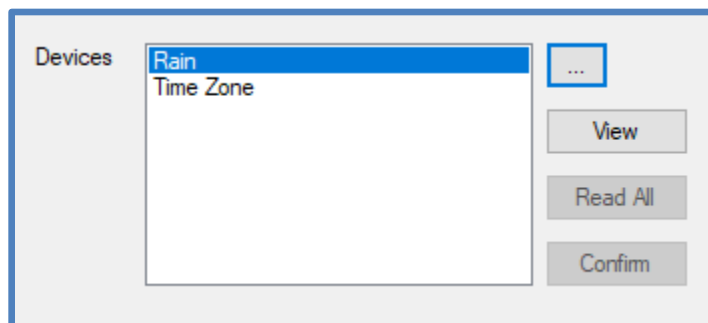 Devices
Rain
Time Zone
...
View
Read All
Confirm